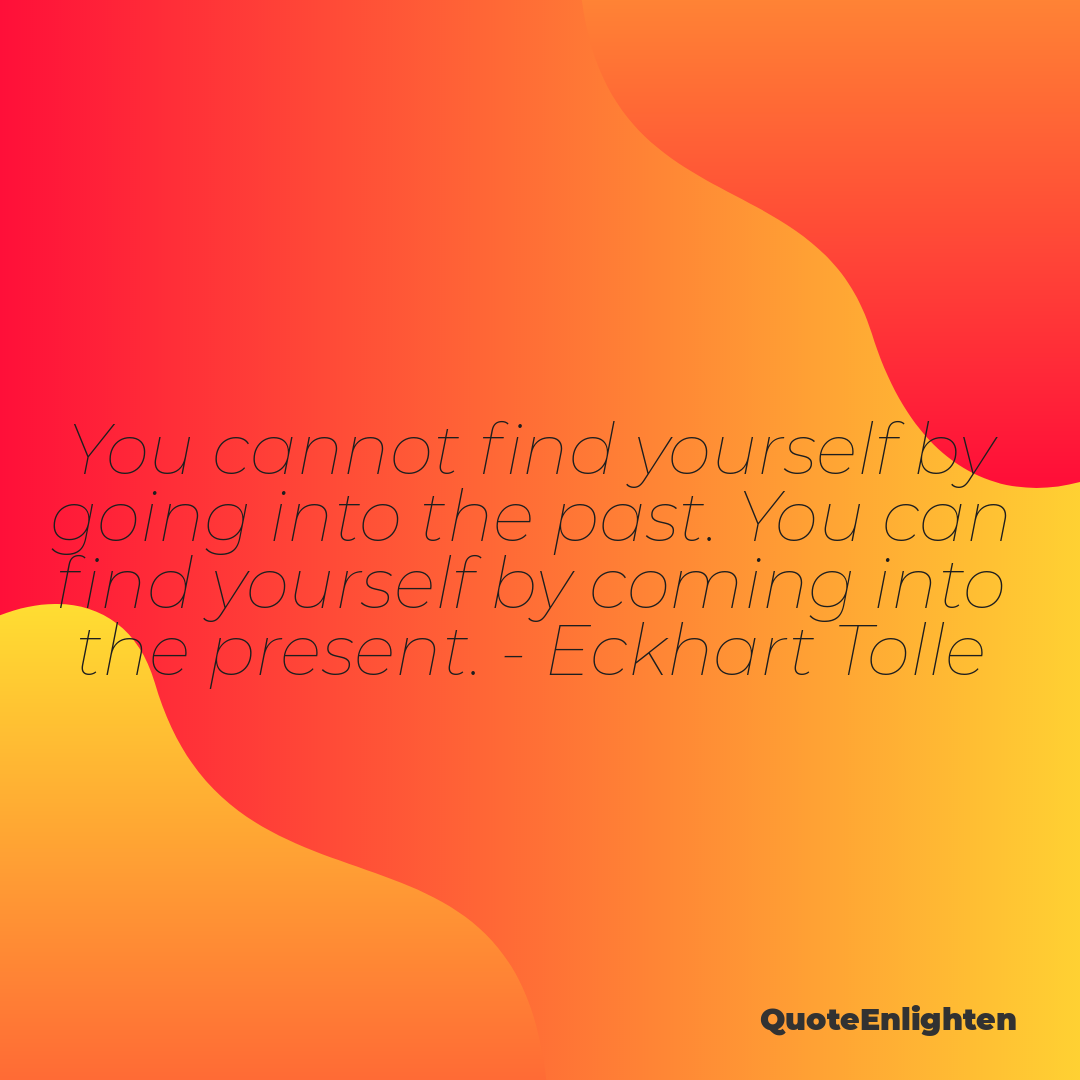 You cannot find yourself by
going into the past. You can
find yourself by coming into
the present. - Eckhart Tolle
QuoteEnlighten